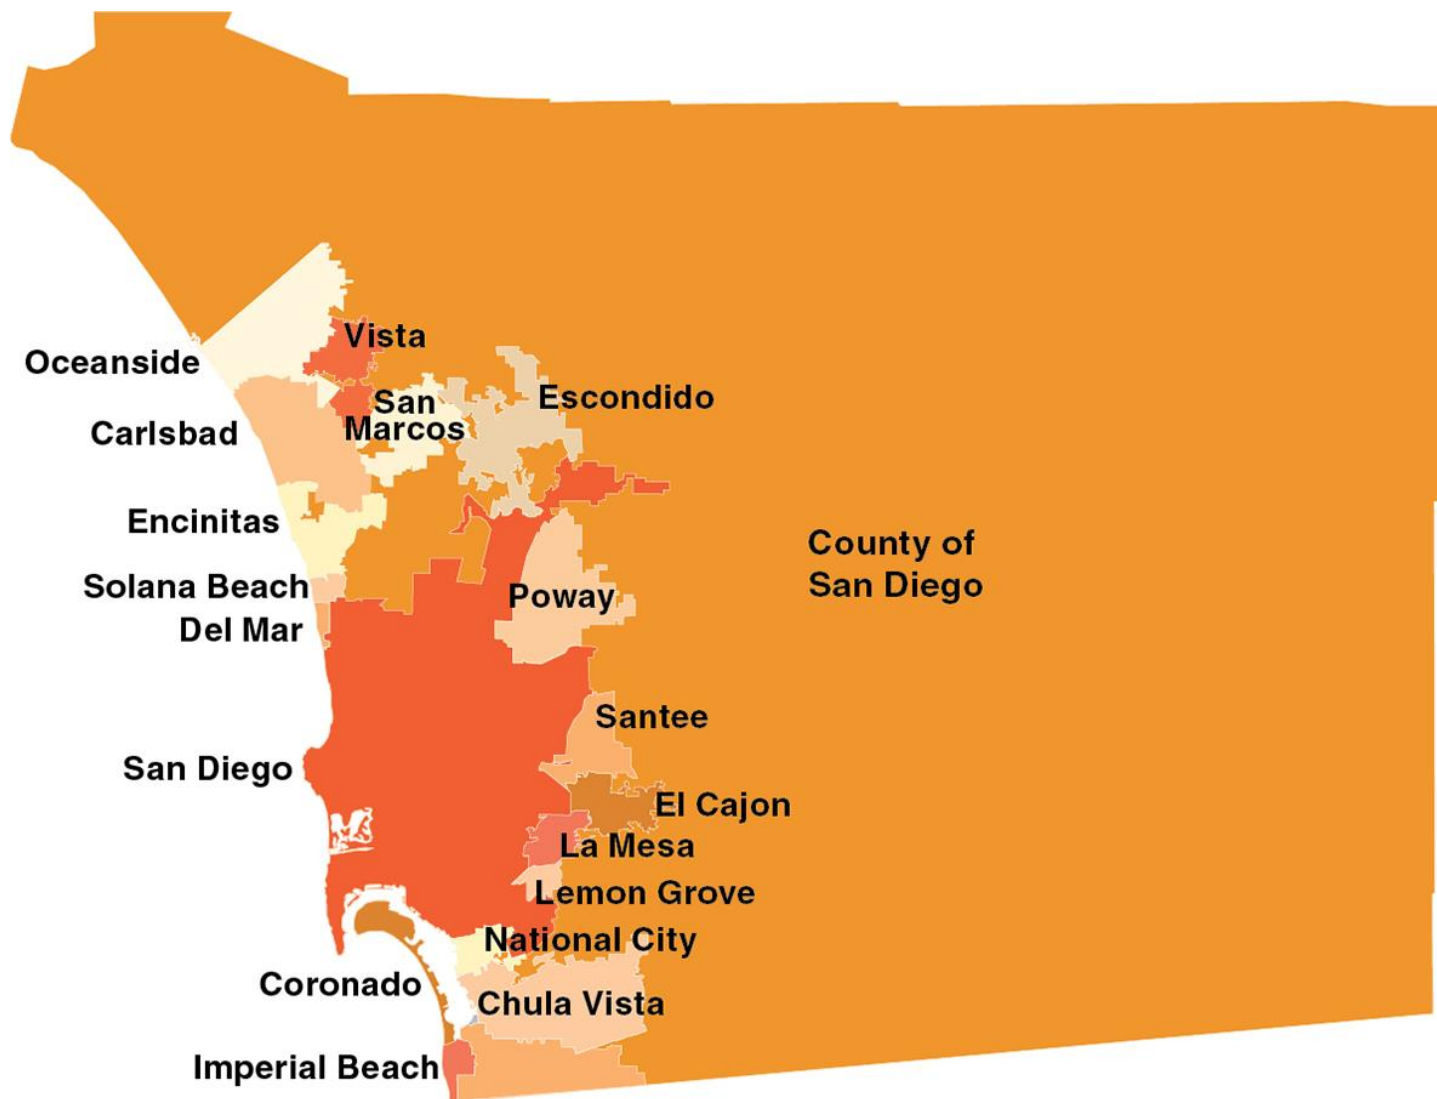 Vista
Oceanside
San
Marcos
Escondido
Carlsbad
Encinitas
County of
San Diego
Solana Beach
Poway
Del Mar
Santee
San Diego
El Cajon
La Mesa
Lemon Grove
National City
Coronado
Chula Vista
Imperial Beach